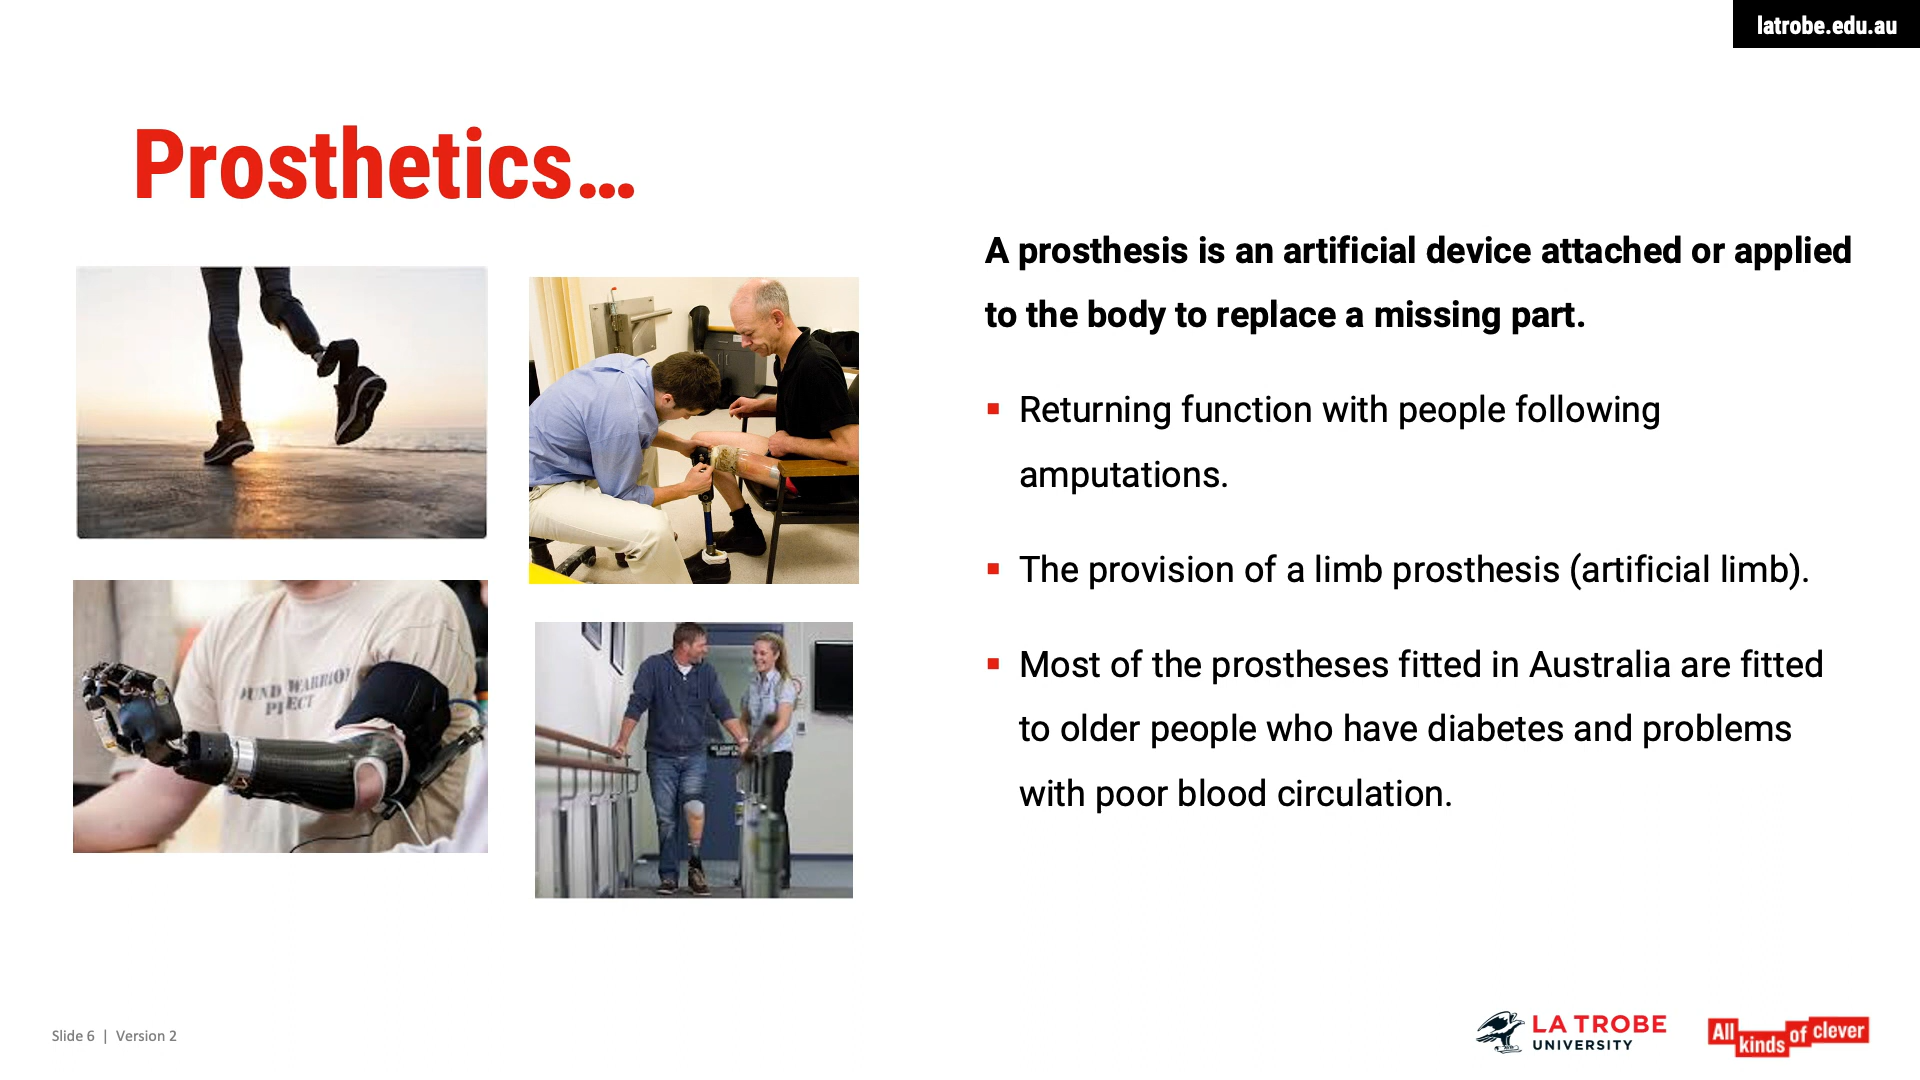 latrobe.edu.au
Prosthetics...
A prosthesis is an artificial device attached or applied
to the body to replace a missing part.
▪ Returning function with people following
amputations.
▪ The provision of a limb prosthesis (artificial limb).
▪ Most of the prostheses fitted in Australia are fitted
to older people who have diabetes and problems
with poor blood circulation.
UND WARRIOR
Slide 6 | Version 2
LA TROBE
UNIVERSITY
All kinds of clever